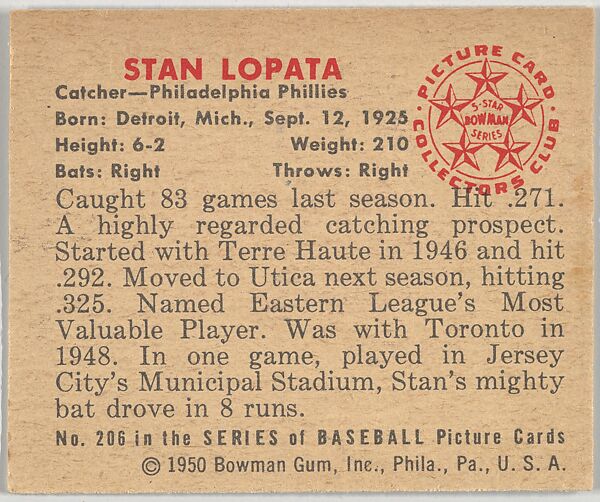 STAN LOPATA
Catcher—Philadelphia Phillies
Born: Detroit, Mich., Sept. 12, 1925
Height: 6-2 Weight: 210
Bats: Right Throws: Right
PICTURE CARD
COLLECTORS CLUB
5-STAR
BOWMAN
SERIES
Caught 83 games last season. Hit .271.
A highly regarded catching prospect.
Started with Terre Haute in 1946 and hit
.292. Moved to Utica next season, hitting
.325. Named Eastern League's Most
Valuable Player. Was with Toronto in
1948. In one game, played in Jersey
City's Municipal Stadium, Stan's mighty
bat drove in 8 runs.
No. 206 in the SERIES of BASEBALL Picture Cards
© 1950 Bowman Gum, Inc., Phila., Pa., U. S. A.